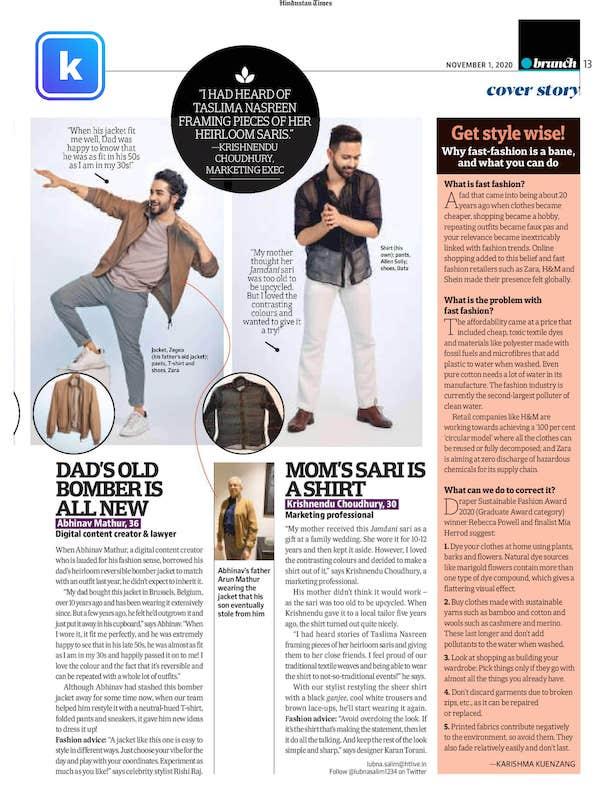 Hindustan Times
k
NOVEMBER 1, 2020
brunch
13
cover story
"I HAD HEARD OF
TASLIMA NASREEN
FRAMING PIECES OF HER
HEIRLOOM SARIS."
—KRISHNENDU
CHOUDHURY,
MARKETING EXEC
"When his jacket fit
me well, Dad was
happy to know that
he was as fit in his 50s
as I am in my 30s!"
Jacket, Zegna
(his father's old jacket);
pants, T-shirt and
shoes, Zara
"My mother
thought her
Jamdani sari
was too old to
be upcycled.
But I loved the
contrasting
colours and
wanted to give it
a try!"
Shirt (his
own); pants,
Allen Solly;
shoes, Bata
DAD'S OLD
BOMBER IS
ALL NEW
Abhinav Mathur, 36
Digital content creator & lawyer
When Abhinav Mathur, a digital content creator
who is lauded for his fashion sense, borrowed his
dad's heirloom reversible bomber jacket to match
with an outfit last year, he didn't expect to inherit it.
"My dad bought this jacket in Brussels, Belgium,
over 10 years ago and has been wearing it extensively
since. But a few years ago, he felt he'd outgrown it and
just put it away in his cupboard," says Abhinav. "When
I wore it, it fit me perfectly, and he was extremely
happy to see that in his late 50s, he was almost as fit
as I am in my 30s and happily passed it on to me! I
love the colour and the fact that it's reversible and
can be repeated with a whole lot of outfits."
Although Abhinav had stashed this bomber
jacket away for some time now, when our team
helped him restyle it with a neutral-hued T-shirt,
folded pants and sneakers, it gave him new ideas
to dress it up!
Fashion advice: "A jacket like this one is easy to
style in different ways. Just choose your vibe for the
day and play with your coordinates. Experiment as
much as you like!" says celebrity stylist Rishi Raj.
Abhinav's father
Arun Mathur
wearing the
jacket that his
son eventually
stole from him
MOM'S SARI IS
A SHIRT
Krishnendu Choudhury, 30
Marketing professional
"My mother received this Jamdani sari as a
gift at a family wedding. She wore it for 10-12
years and then kept it aside. However, I loved
the contrasting colours and decided to make a
shirt out of it," says Krishnendu Choudhury, a
marketing professional.
His mother didn't think it would work –
as the sari was too old to be upcycled. When
Krishnendu gave it to a local tailor five years
ago, the shirt turned out quite nicely.
"I had heard stories of Taslima Nasreen
framing pieces of her heirloom saris and giving
them to her close friends. I feel proud of our
traditional textile weaves and being able to wear
the shirt to not-so-traditional events!" he says.
With our stylist restyling the sheer shirt
with a black ganjee, cool white trousers and
brown lace-ups, he'll start wearing it again.
Fashion advice: "Avoid overdoing the look. If
it's the shirt that's making the statement, then let
it do all the talking. And keep the rest of the look
simple and sharp," says designer Karan Torani.
lubna.salim@htlive.in
Follow @lubnasalim1234 on Twitter
Get style wise!
Why fast-fashion is a bane,
and what you can do
What is fast fashion?
A fad that came into being about 20
years ago when clothes became
cheaper, shopping became a hobby,
repeating outfits became faux pas and
your relevance became inextricably
linked with fashion trends. Online
shopping added to this belief and fast
fashion retailers such as Zara, H&M and
Shein made their presence felt globally.
What is the problem with
fast fashion?
The affordability came at a price that
included cheap, toxic textile dyes
and materials like polyester made with
fossil fuels and microfibres that add
plastic to water when washed. Even
pure cotton needs a lot of water in its
manufacture. The fashion industry is
currently the second-largest polluter of
clean water.
Retail companies like H&M are
working towards achieving a '100 per cent
'circular model' where all the clothes can
be reused or fully decomposed; and Zara
is aiming at zero discharge of hazardous
chemicals for its supply chain.
What can we do to correct it?
Draper Sustainable Fashion Award
2020 (Graduate Award category)
winner Rebecca Powell and finalist Mia
Herrod suggest:
1. Dye your clothes at home using plants,
barks and flowers. Natural dye sources
like marigold flowers contain more than
one type of dye compound, which gives a
flattering visual effect.
2. Buy clothes made with sustainable
yarns such as bamboo and cotton and
wools such as cashmere and merino.
These last longer and don't add
pollutants to the water when washed.
3. Look at shopping as building your
wardrobe: Pick things only if they go with
almost all the things you already have.
4. Don't discard garments due to broken
zips, etc., as it can be repaired
or replaced.
5. Printed fabrics contribute negatively
to the environment, so avoid them. They
also fade relatively easily and don't last.
—KARISHMA KUENZANG